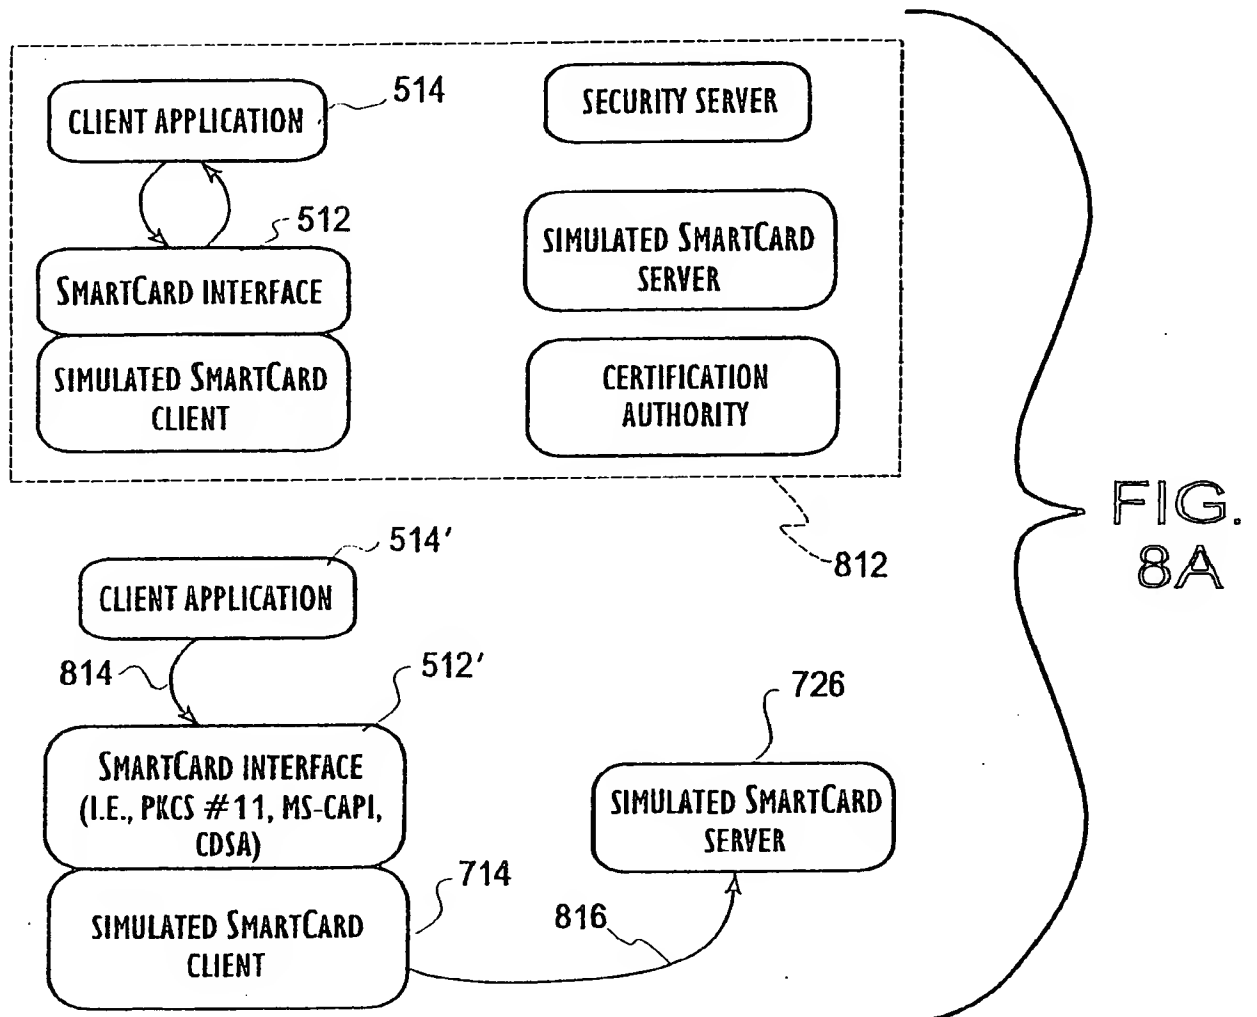 CLIENT APPLICATION
514
SECURITY SERVER
512
SMARTCARD INTERFACE
SIMULATED SMARTCARD
CLIENT
SIMULATED SMARTCARD
SERVER
CERTIFICATION
AUTHORITY
812
FIG.
8A
514'
CLIENT APPLICATION
814
512'
SMARTCARD INTERFACE
(I.E., PKCS #11, MS-CAPI,
CDSA)
714
SIMULATED SMARTCARD
CLIENT
726
SIMULATED SMARTCARD
SERVER
816